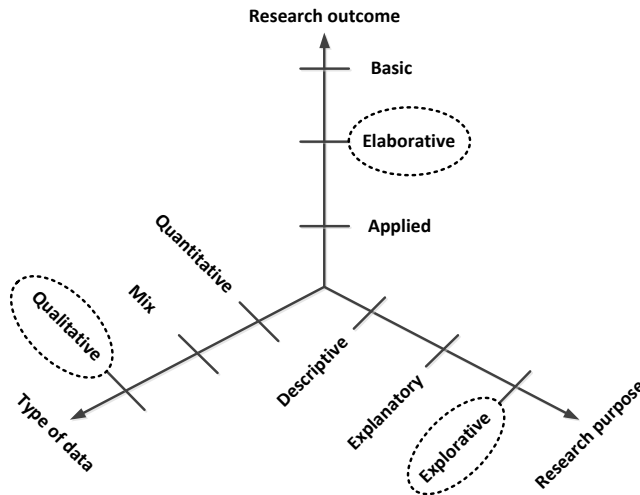 Research outcome
Basic
Elaborative
Applied
Quantitative
Mix
Qualitative
Type of data
Descriptive
Explanatory
Explorative
Research purpose